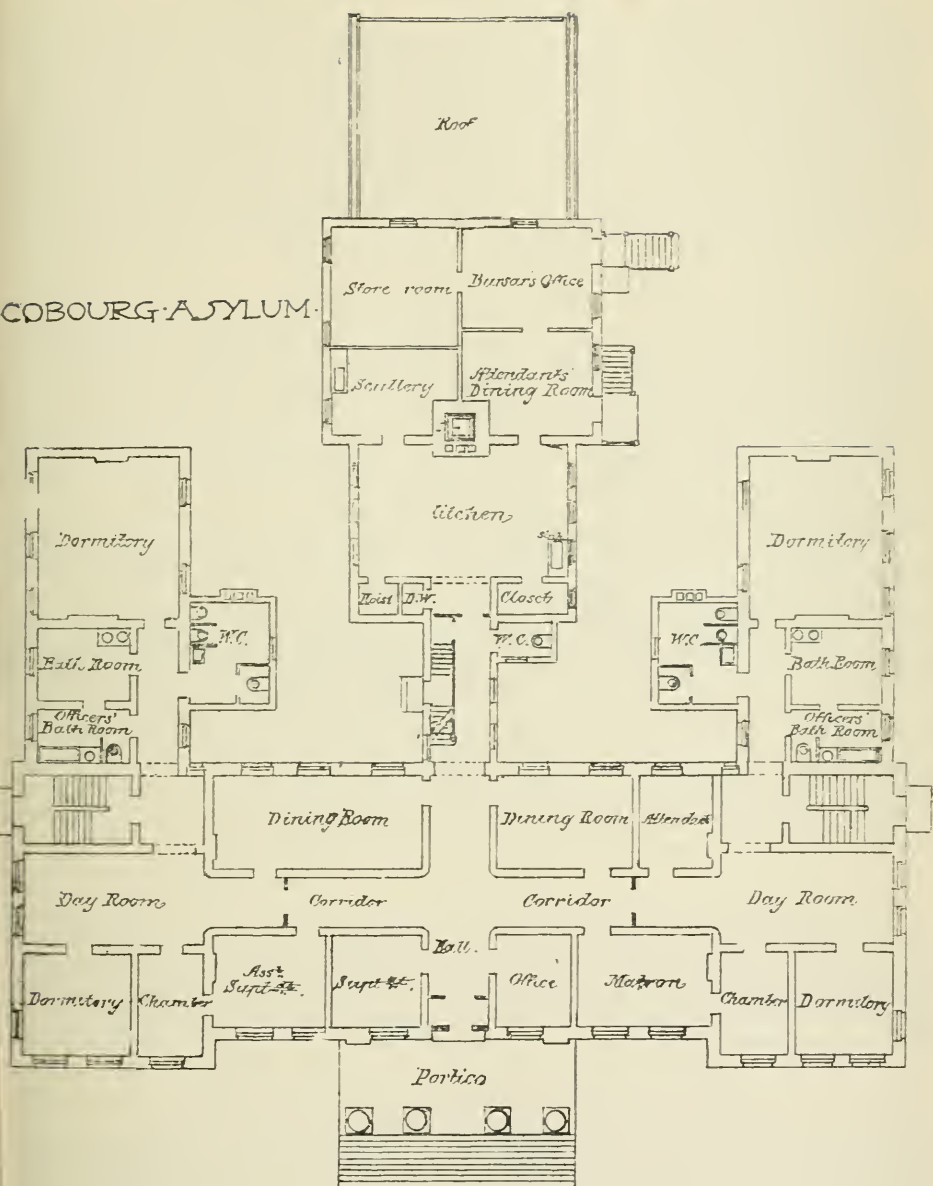 Roof
COBOURG·ASYLUM·
Store room
Bursar's Office
Scullery
Attendants'
Dining Room
Kitchen
Sink
Hoist
D.W.
Closet
W.C.
Dormitory
Dormitory
W.C.
W.C.
Bath Room
Bath Room
Officers'
Bath Room
Officers'
Bath Room
Dining Room
Dining Room
Day Room
Corridor
Corridor
Day Room
Hall.
Dormitory
Chamber
Asst
Supt
Supt
Office
Matron
Chamber
Dormitory
Portico